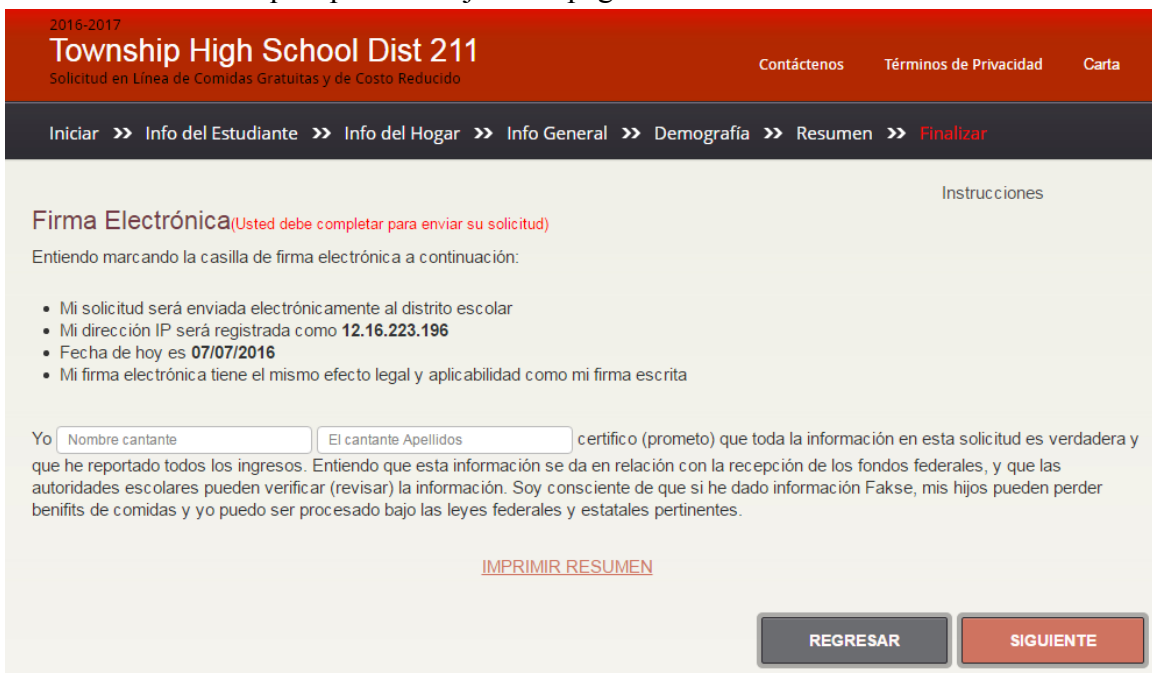 2016-2017
Township High School Dist 211
Solicitud en Línea de Comidas Gratuitas y de Costo Reducido
Contáctenos Términos de Privacidad Carta
Iniciar >> Info del Estudiante >> Info del Hogar >> Info General >> Demografía >> Resumen >> Finalizar
Instrucciones
Firma Electrónica(Usted debe completar para enviar su solicitud)
Entiendo marcando la casilla de firma electrónica a continuación:
• Mi solicitud será enviada electrónicamente al distrito escolar
• Mi dirección IP será registrada como 12.16.223.196
• Fecha de hoy es 07/07/2016
• Mi firma electrónica tiene el mismo efecto legal y aplicabilidad como mi firma escrita
Yo Nombre cantante El cantante Apellidos certifico (prometo) que toda la información en esta solicitud es verdadera y
que he reportado todos los ingresos. Entiendo que esta información se da en relación con la recepción de los fondos federales, y que las
autoridades escolares pueden verificar (revisar) la información. Soy consciente de que si he dado información Fakse, mis hijos pueden perder
benifits de comidas y yo puedo ser procesado bajo las leyes federales y estatales pertinentes.
IMPRIMIR RESUMEN
REGRESAR SIGUIENTE